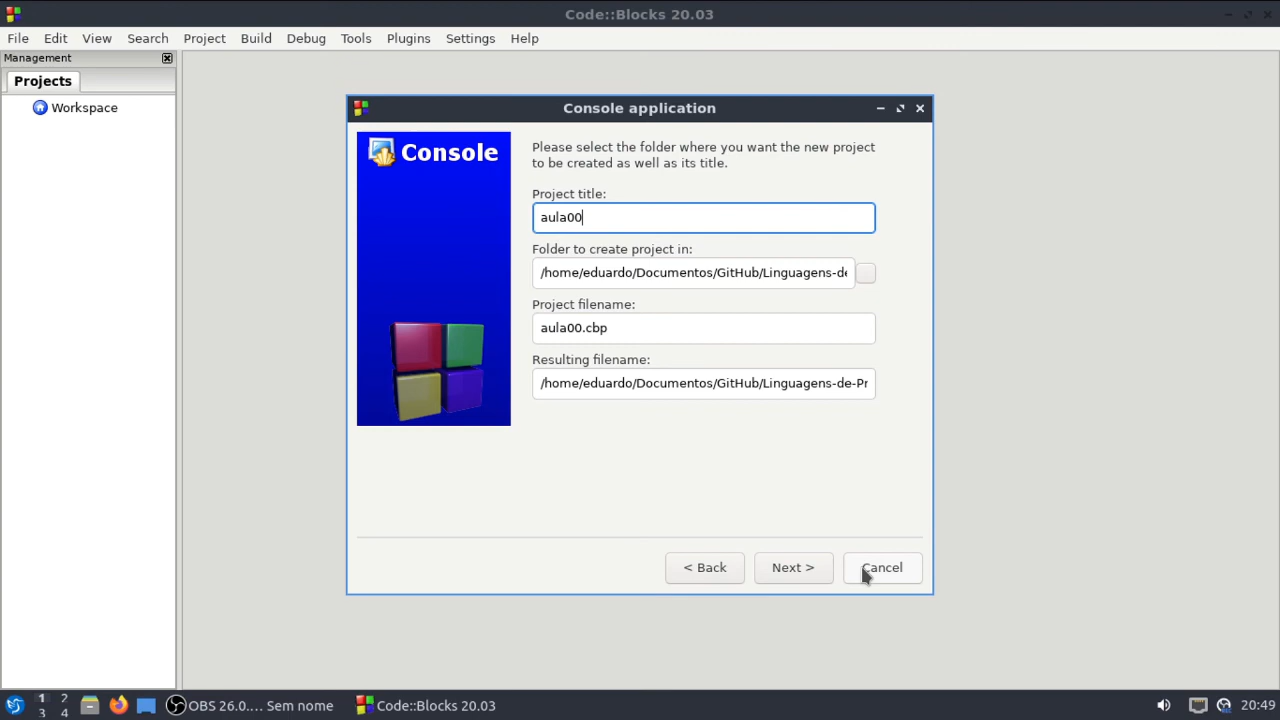 Code::Blocks 20.03
File Edit View Search Project Build Debug Tools Plugins Settings Help
Management
Projects
Workspace
Console application
Console
Please select the folder where you want the new project
to be created as well as its title.
Project title:
aula00
Folder to create project in:
/home/eduardo/Documentos/GitHub/Linguagens-de
Project filename:
aula00.cbp
Resulting filename:
/home/eduardo/Documentos/GitHub/Linguagens-de-Pr
< Back Next > Cancel
1 2
3 4
OBS 26.0.... Sem nome Code::Blocks 20.03 20:49